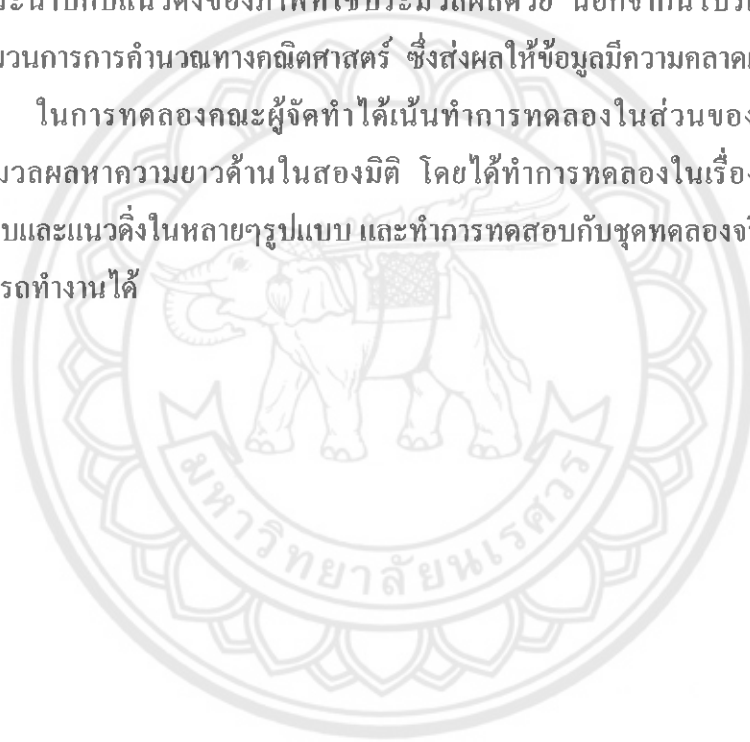 ระนาบกับแนวดิ่งของภาพที่ใช้ประมวลผลด้วย นอกจากนี้
วนการการคำนวณทางคณิตศาสตร์ ซึ่งส่งผลให้ข้อมูลมีความคลาดเ
ในการทดลองคณะผู้จัดทำได้เน้นทำการทดลองในส่วนของ
มวลผลหาความยาวด้านในสองมิติ โดยได้ทำการทดลองในเรื่อง
บและแนวดิ่งในหลายๆรูปแบบ และทำการทดสอบกับชุดทดลองจริ
รถทำงานได้
มหาวิทยาลัยนเรศวร